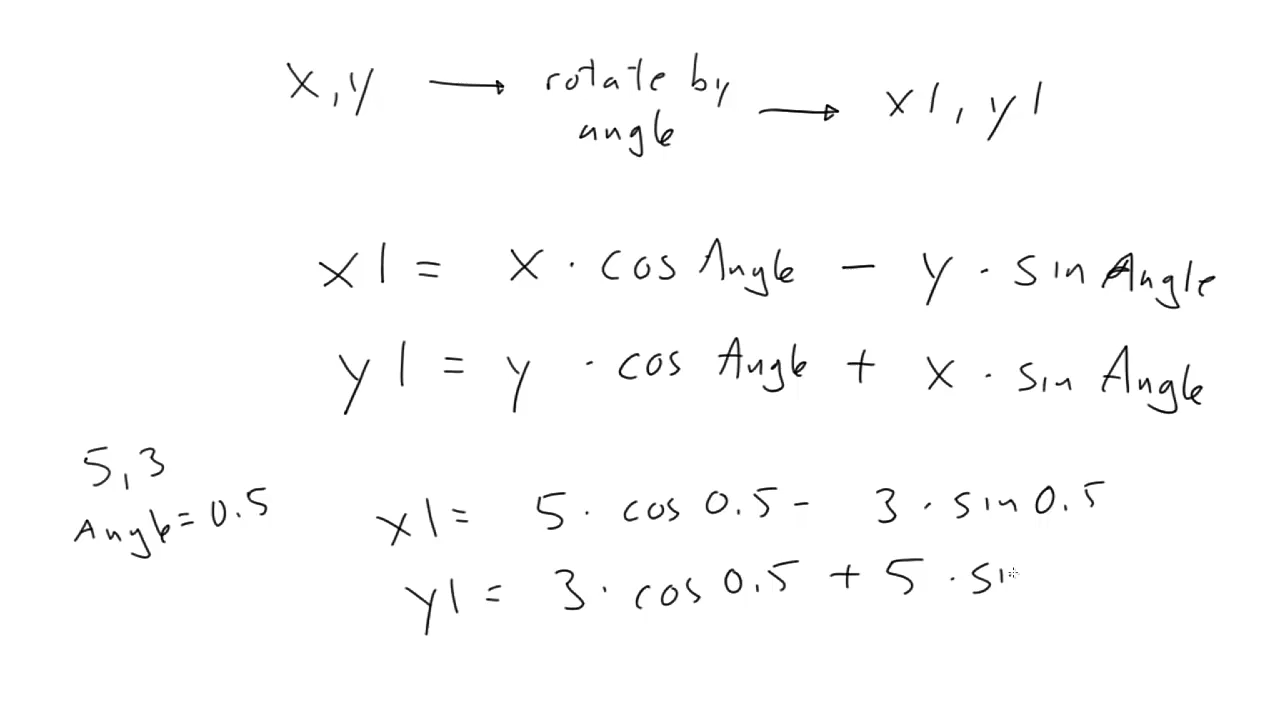 x,y → rotate by angle → x1, y1
x1 = x · cos Angle - y · sin Angle
y1 = y · cos Angle + x · sin Angle
5,3
Angle = 0.5
x1 = 5 · cos 0.5 - 3 · sin 0.5
y1 = 3 · cos 0.5 + 5 · si